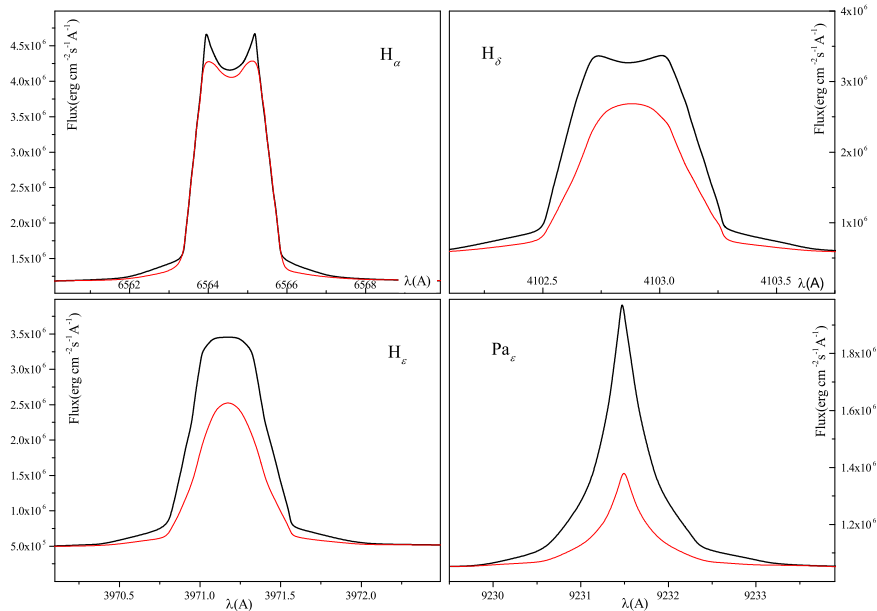 H_α
Flux(erg cm⁻²s⁻¹A⁻¹)
4.5x10⁶
4.0x10⁶
3.5x10⁶
3.0x10⁶
2.5x10⁶
2.0x10⁶
1.5x10⁶
6562 6564 6566 6568
λ(A)
H_δ
Flux(erg cm⁻²s⁻¹A⁻¹)
4x10⁶
3x10⁶
2x10⁶
1x10⁶
4102.5 4103.0 4103.5
λ(A)
H_ε
Flux(erg cm⁻²s⁻¹A⁻¹)
3.5x10⁶
3.0x10⁶
2.5x10⁶
2.0x10⁶
1.5x10⁶
1.0x10⁶
5.0x10⁵
3970.5 3971.0 3971.5 3972.0
λ(A)
Pa_ε
Flux(erg cm⁻²s⁻¹A⁻¹)
1.8x10⁶
1.6x10⁶
1.4x10⁶
1.2x10⁶
9230 9231 9232 9233
λ(A)